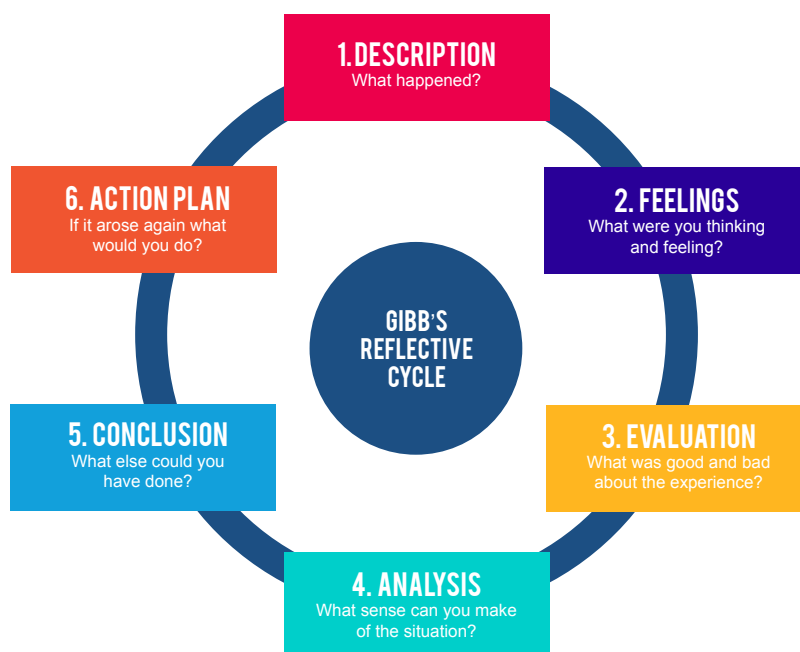 1.DESCRIPTION
What happened?
2. FEELINGS
What were you thinking
and feeling?
3. EVALUATION
What was good and bad
about the experience?
4. ANALYSIS
What sense can you make
of the situation?
5. CONCLUSION
What else could you
have done?
6. ACTION PLAN
If it arose again what
would you do?
GIBB'S
REFLECTIVE
CYCLE